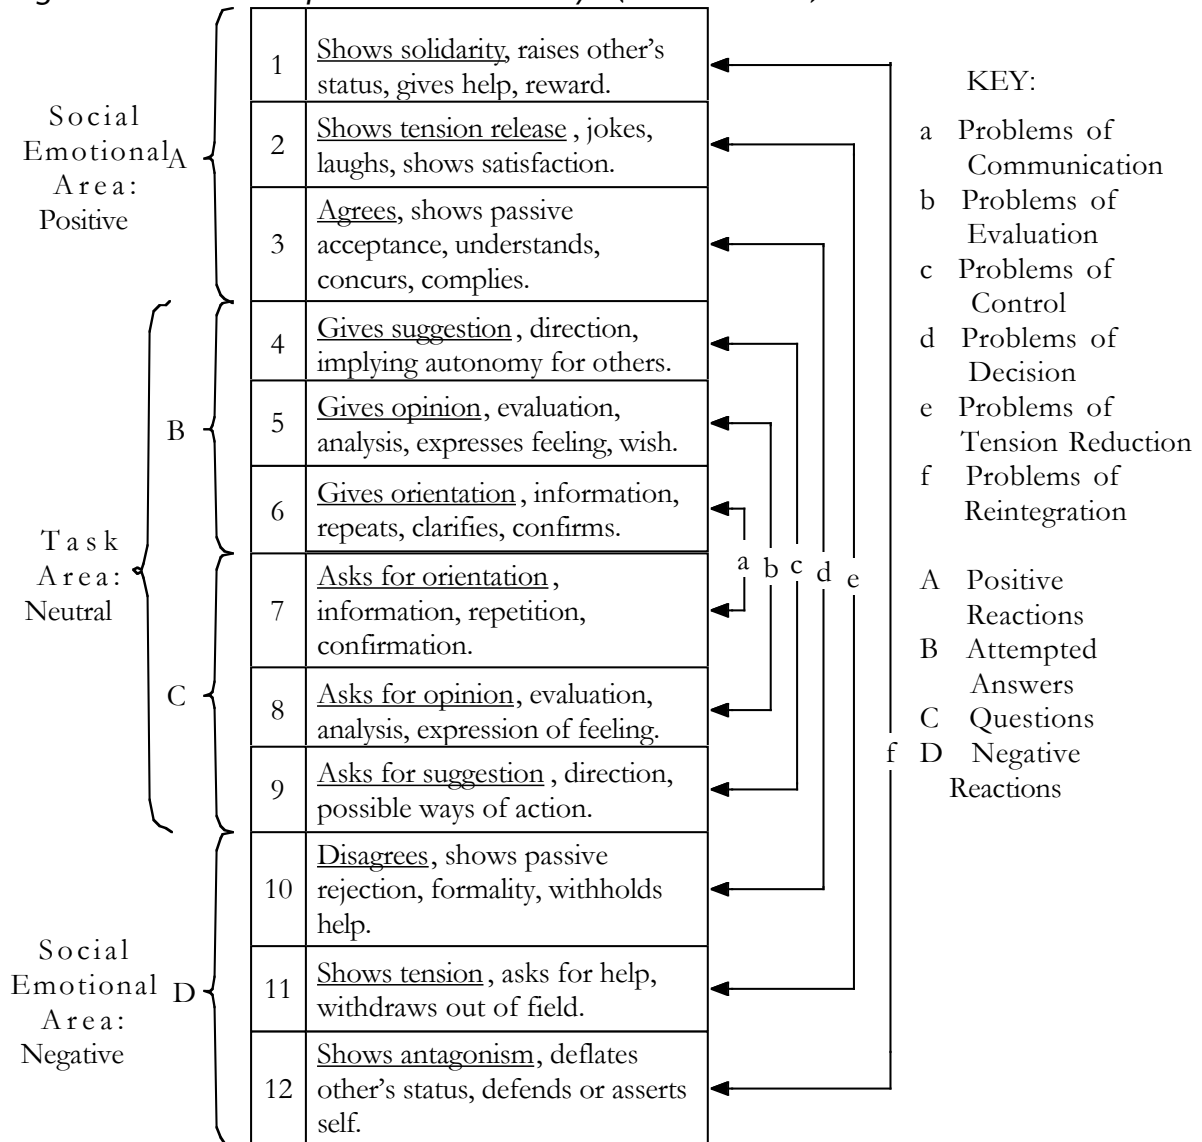 Social
Emotional
Area:
Positive
A
Task
Area:
Neutral
B
C
Social
Emotional
Area:
Negative
D
1 Shows solidarity, raises other's
status, gives help, reward.
2 Shows tension release , jokes,
laughs, shows satisfaction.
3 Agrees, shows passive
acceptance, understands,
concurs, complies.
4 Gives suggestion , direction,
implying autonomy for others.
5 Gives opinion , evaluation,
analysis, expresses feeling, wish.
6 Gives orientation , information,
repeats, clarifies, confirms.
7 Asks for orientation ,
information, repetition,
confirmation.
8 Asks for opinion , evaluation,
analysis, expression of feeling.
9 Asks for suggestion , direction,
possible ways of action.
10 Disagrees , shows passive
rejection, formality, withholds
help.
11 Shows tension , asks for help,
withdraws out of field.
12 Shows antagonism , deflates
other's status, defends or asserts
self.
a b c d e
f
KEY:
a Problems of
Communication
b Problems of
Evaluation
c Problems of
Control
d Problems of
Decision
e Problems of
Tension Reduction
f Problems of
Reintegration
A Positive
Reactions
B Attempted
Answers
C Questions
D Negative
Reactions